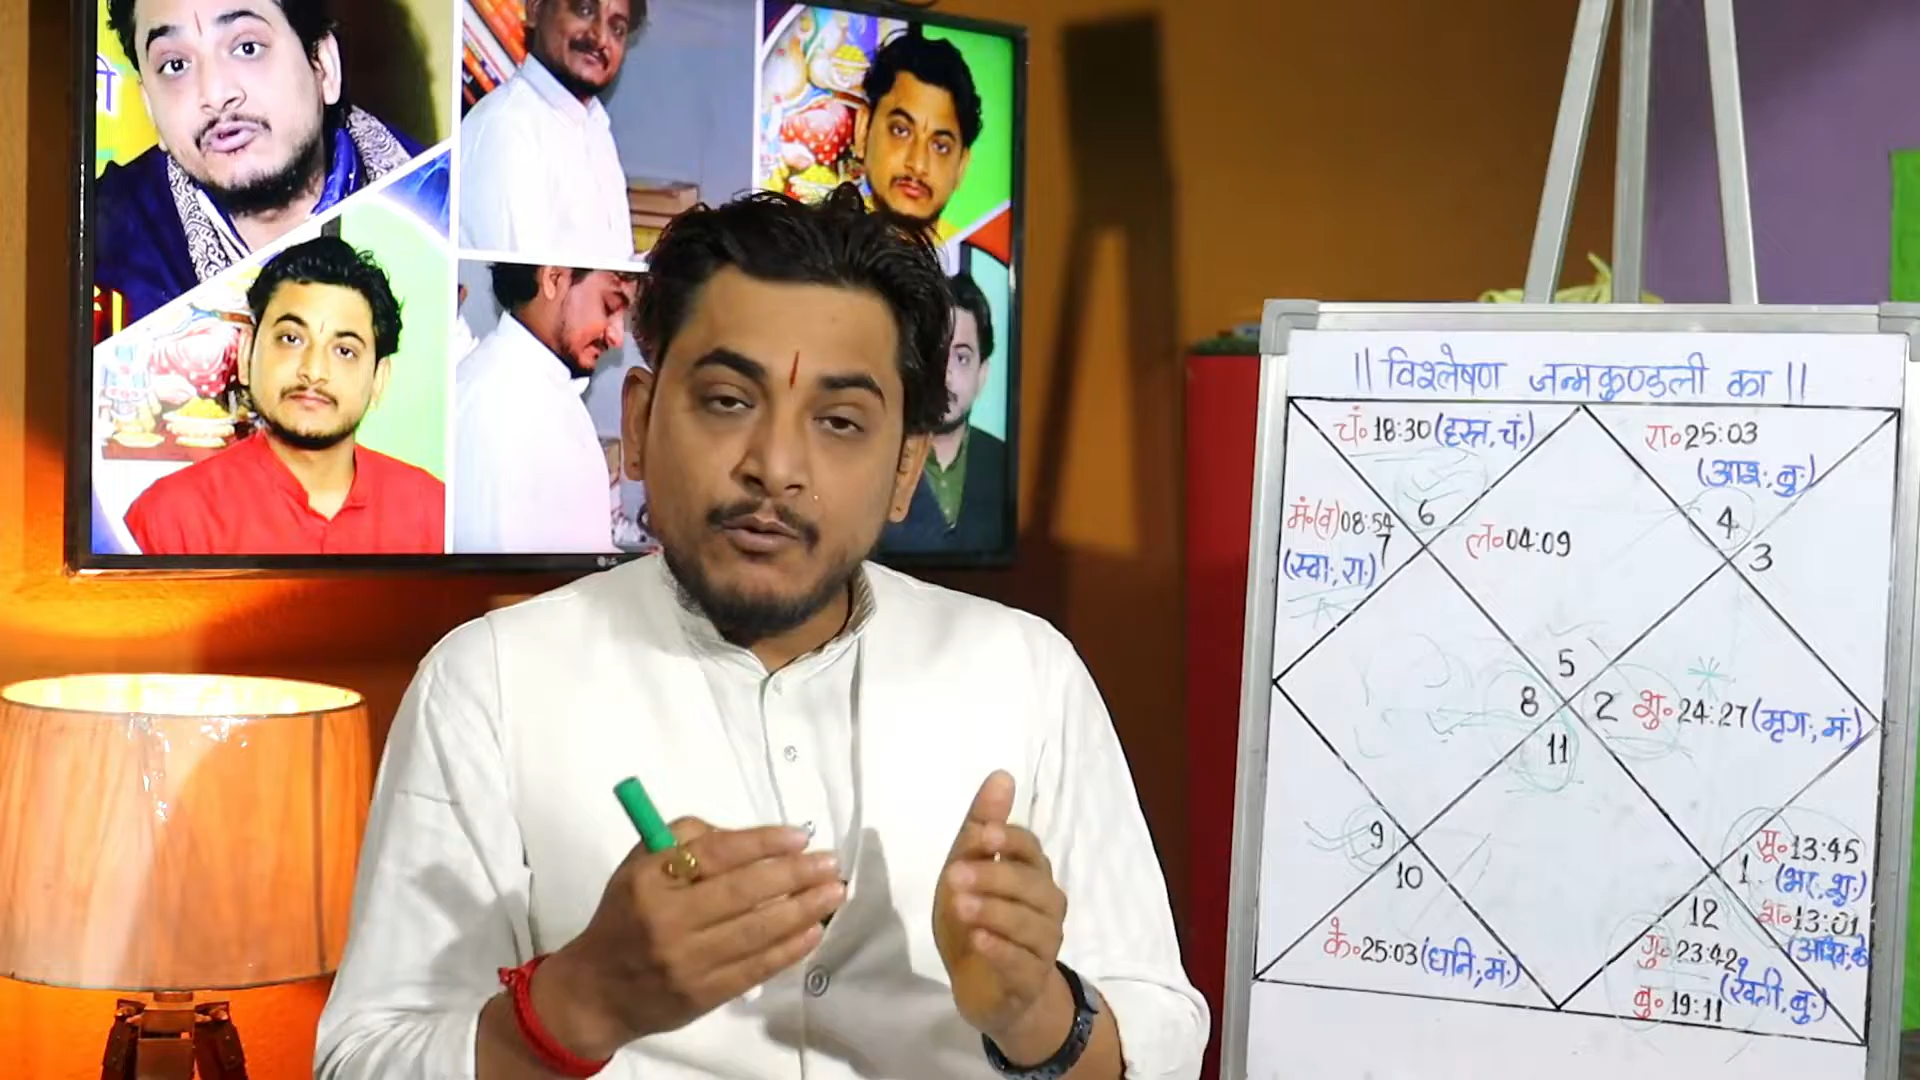 || विश्लेषण जन्मकुण्डली का ||
चं॰ 18:30 (हस्त, चं॰)
रा॰ 25:03
(आश्ले॰, बु॰)
मं॰(व) 08:54
6
4
7
ल॰ 04:09
3
(स्वा॰, रा॰)
5
8
2
शु॰ 24:27 (मृग॰, मं॰)
11
9
सू॰ 13:45
10
1
(भर॰, शु॰)
12
श॰ 13:01
के॰ 25:03 (धनि॰, मं॰)
गु॰ 23:42
(रेवती, बु॰)
बु॰ 19:11
LG